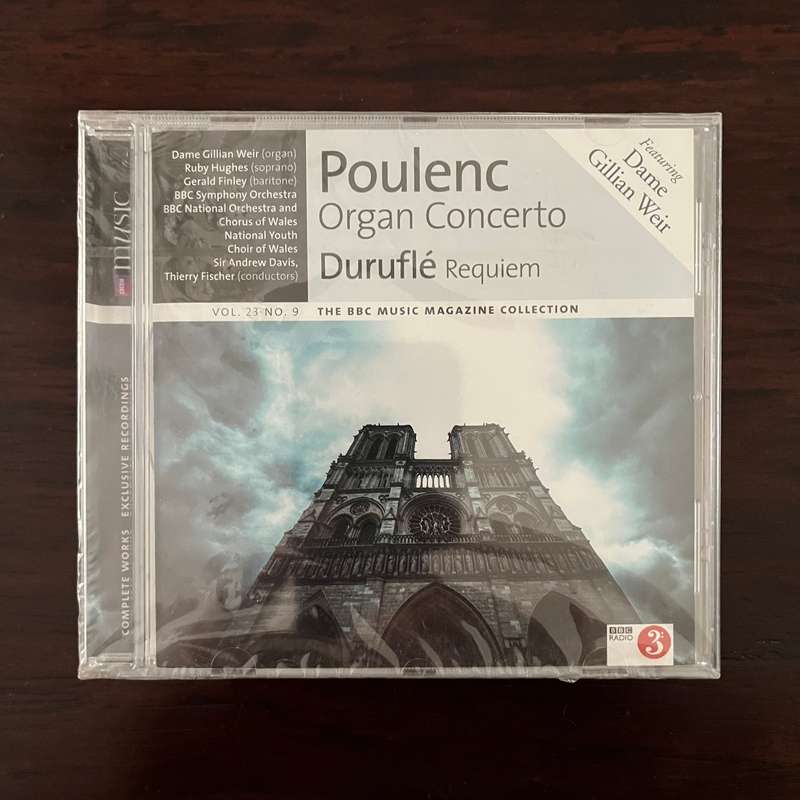 Dame Gillian Weir (organ)
Ruby Hughes (soprano)
Gerald Finley (baritone)
BBC Symphony Orchestra
BBC National Orchestra and
Chorus of Wales
National Youth
Choir of Wales
Sir Andrew Davis,
Thierry Fischer (conductors)
Poulenc
Organ Concerto
Duruflé Requiem
Featuring
Dame
Gillian Weir
VOL. 23 NO. 9 THE BBC MUSIC MAGAZINE COLLECTION
MUSIC
COMPLETE WORKS EXCLUSIVE RECORDINGS
BBC
RADIO
3